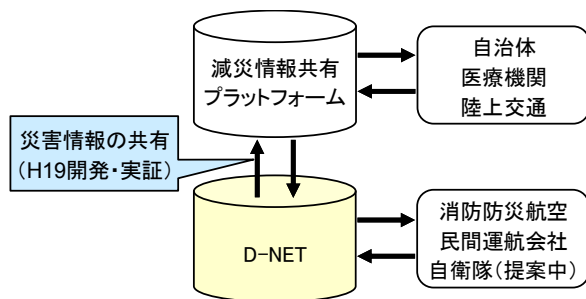 減災情報共有
プラットフォーム
自治体
医療機関
陸上交通
災害情報の共有
(H19開発・実証)
D-NET
消防防災航空
民間運航会社
自衛隊(提案中)